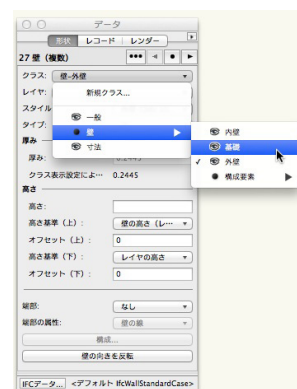 データ
形状 レコード レンダー
27 壁 (複数)
クラス: 壁-外壁
レイヤ: 新規クラス...
スタイル
一般
タイプ: 壁 内壁
厚み 寸法 基礎
厚み: 0.2445 外壁
クラス表示設定によ… 0.2445 構成要素
高さ
高さ:
高さ基準 (上) : 壁の高さ (レ…
オフセット (上) : 0
高さ基準 (下) : レイヤの高さ
オフセット (下) : 0
端部: なし
端部の属性: 壁の線
構成...
壁の向きを反転
IFCデータ... <デフォルト IfcWallStandardCase>